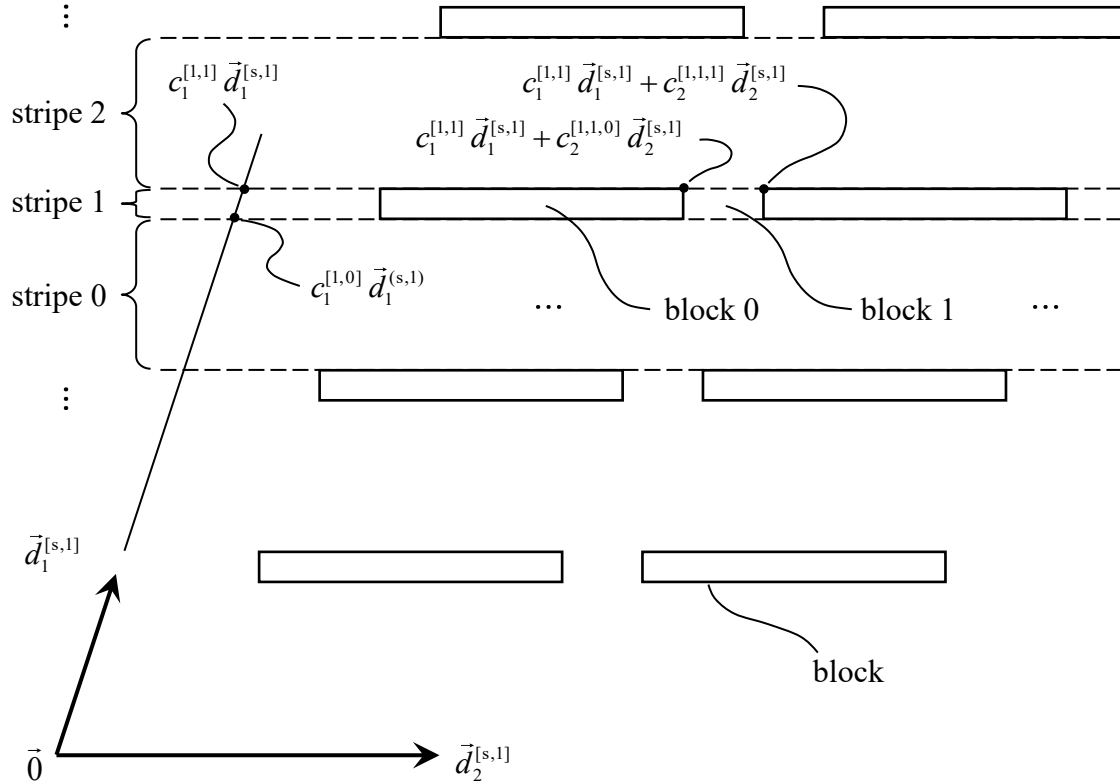 ⋮
stripe 2
c_1^{[1,1]} \vec{d}_1^{[s,1]}
c_1^{[1,1]} \vec{d}_1^{[s,1]} + c_2^{[1,1,1]} \vec{d}_2^{[s,1]}
c_1^{[1,1]} \vec{d}_1^{[s,1]} + c_2^{[1,1,0]} \vec{d}_2^{[s,1]}
stripe 1
c_1^{[1,0]} \vec{d}_1^{(s,1)}
stripe 0
…
block 0
block 1
…
⋮
\vec{d}_1^{[s,1]}
block
\vec{0}
\vec{d}_2^{[s,1]}